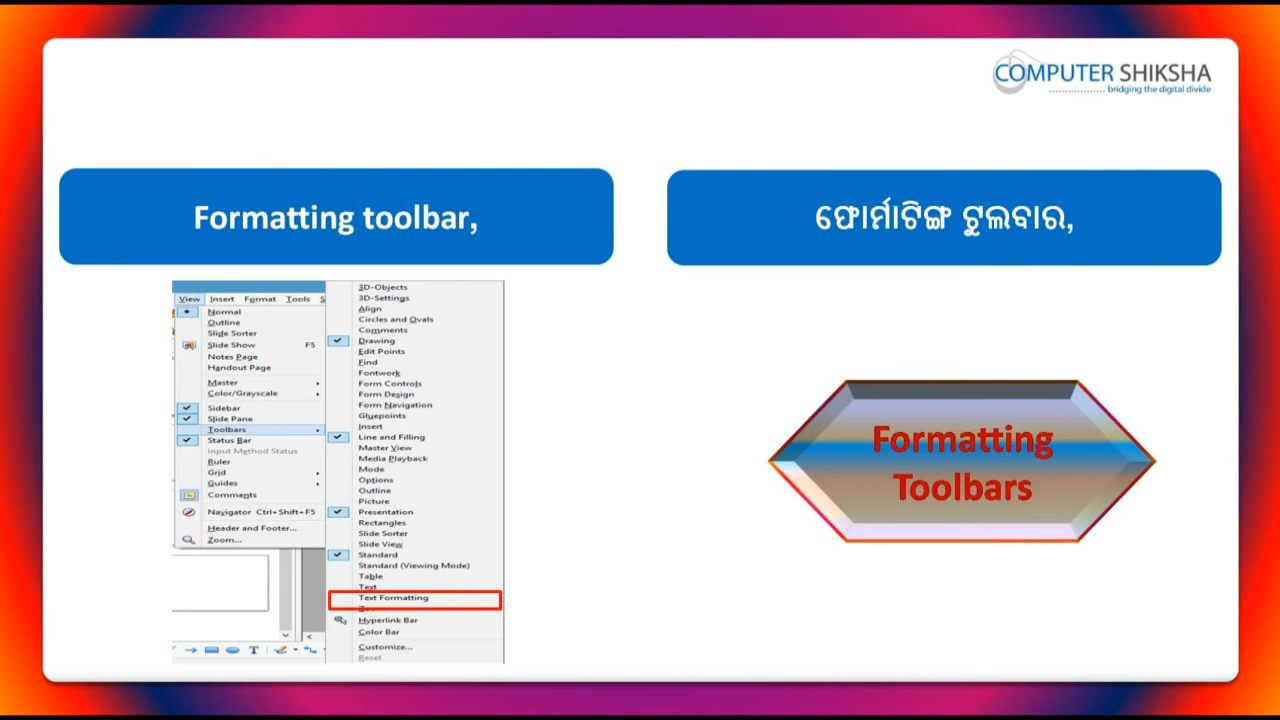 COMPUTER SHIKSHA
bridging the digital divide
Formatting toolbar,
ଫୋର୍ମାଟିଙ୍ଗ ଟୁଲବାର,
View Insert Format Tools S
Normal
Outline
Slide Sorter
Slide Show F5
Notes Page
Handout Page
Master
Color/Grayscale
Sidebar
Slide Pane
Toolbars
Status Bar
Input Method Status
Ruler
Grid
Guides
Comments
Navigator Ctrl+Shift+F5
Header and Footer...
Zoom...
3D-Objects
3D-Settings
Align
Circles and Ovals
Comments
Drawing
Edit Points
Find
Fontwork
Form Controls
Form Design
Form Navigation
Gluepoints
Insert
Line and Filling
Master View
Media Playback
Mode
Options
Outline
Picture
Presentation
Rectangles
Slide Sorter
Slide View
Standard
Standard (Viewing Mode)
Table
Text
Text Formatting
Hyperlink Bar
Color Bar
Customize...
Reset
T
Formatting
Toolbars